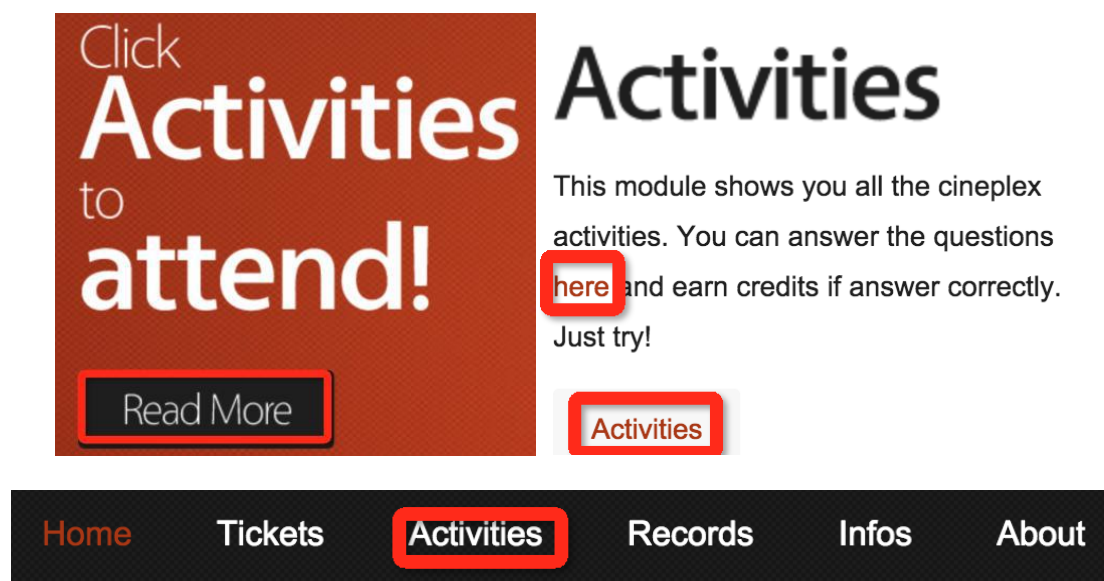 Click
Activities
to
attend!
Read More
Activities
This module shows you all the cineplex
activities. You can answer the questions
here and earn credits if answer correctly.
Just try!
Activities
Home Tickets Activities Records Infos About